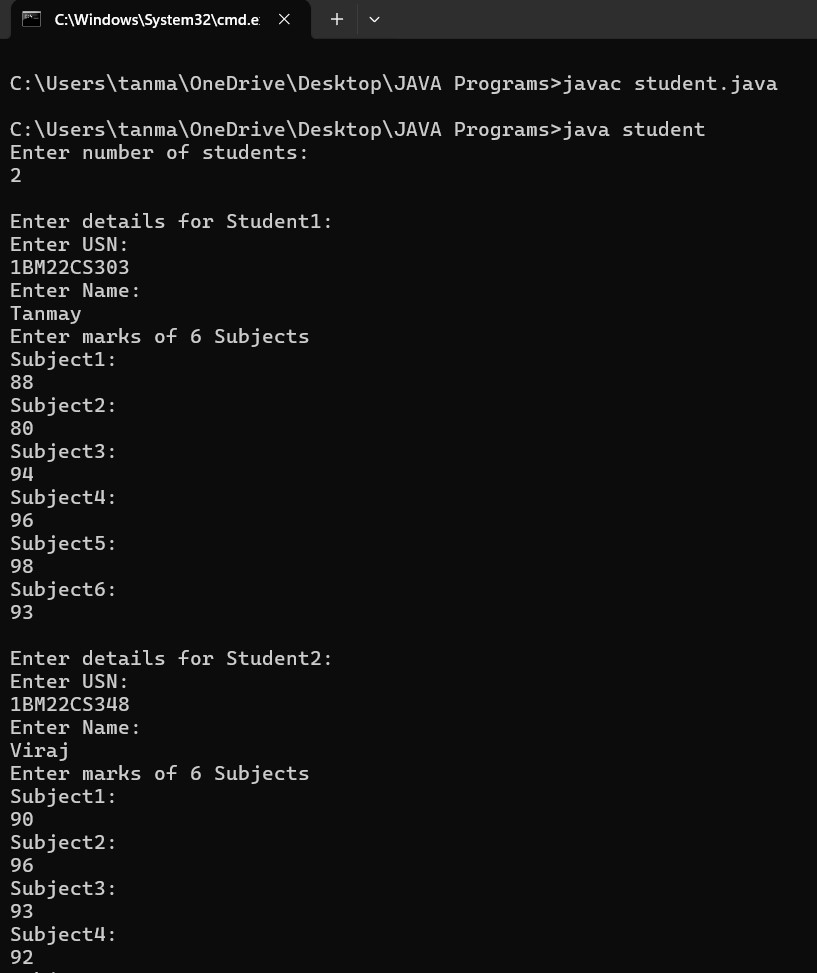 C:\Windows\System32\cmd.e
C:\Users\tanma\OneDrive\Desktop\JAVA Programs>javac student.java
C:\Users\tanma\OneDrive\Desktop\JAVA Programs>java student
Enter number of students:
2
Enter details for Student1:
Enter USN:
1BM22CS303
Enter Name:
Tanmay
Enter marks of 6 Subjects
Subject1:
88
Subject2:
80
Subject3:
94
Subject4:
96
Subject5:
98
Subject6:
93
Enter details for Student2:
Enter USN:
1BM22CS348
Enter Name:
Viraj
Enter marks of 6 Subjects
Subject1:
90
Subject2:
96
Subject3:
93
Subject4:
92